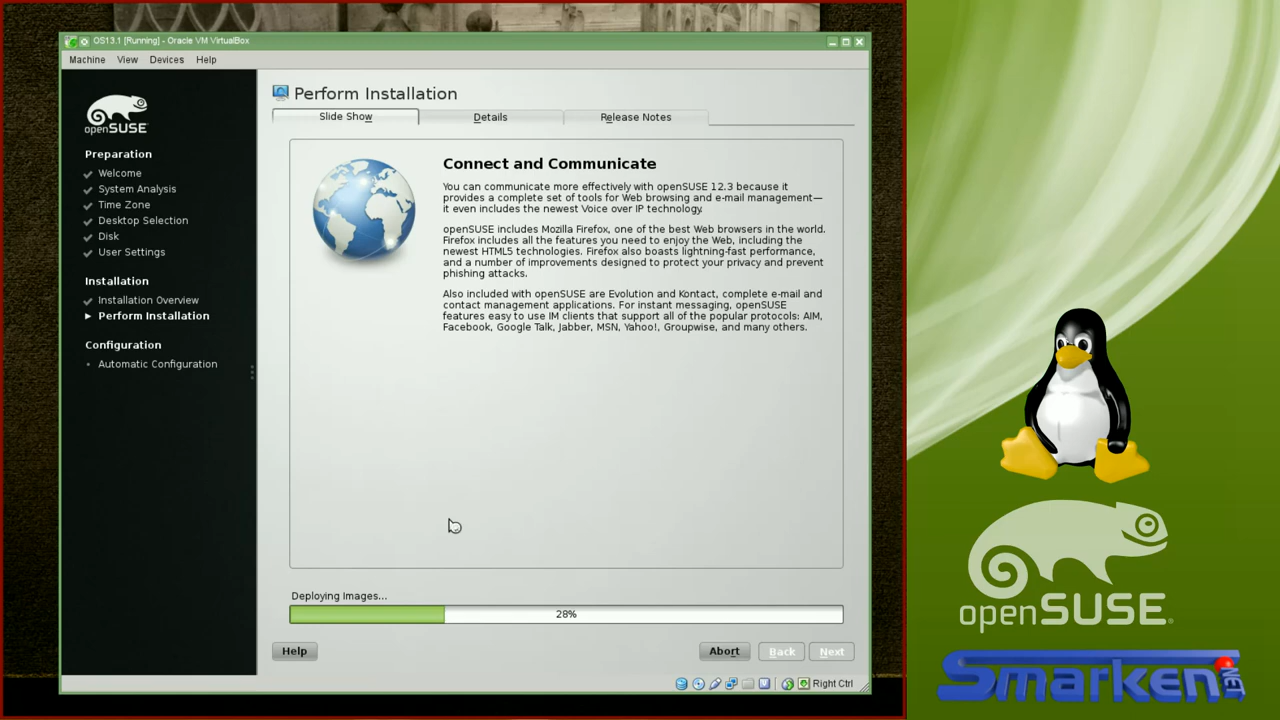 OS13.1 [Running] - Oracle VM VirtualBox
Machine View Devices Help
openSUSE
Preparation
Welcome
System Analysis
Time Zone
Desktop Selection
Disk
User Settings
Installation
Installation Overview
Perform Installation
Configuration
Automatic Configuration
Perform Installation
Slide Show Details Release Notes
Connect and Communicate
You can communicate more effectively with openSUSE 12.3 because it
provides a complete set of tools for Web browsing and e-mail management—
it even includes the newest Voice over IP technology.
openSUSE includes Mozilla Firefox, one of the best Web browsers in the world.
Firefox includes all the features you need to enjoy the Web, including the
newest HTML5 technologies. Firefox also boasts lightning-fast performance,
and a number of improvements designed to protect your privacy and prevent
phishing attacks.
Also included with openSUSE are Evolution and Kontact, complete e-mail and
contact management applications. For instant messaging, openSUSE
features easy to use IM clients that support all of the popular protocols: AIM,
Facebook, Google Talk, Jabber, MSN, Yahoo!, Groupwise, and many others.
Deploying Images...
28%
Help Abort Back Next
Right Ctrl
openSUSE
Smarken.NET